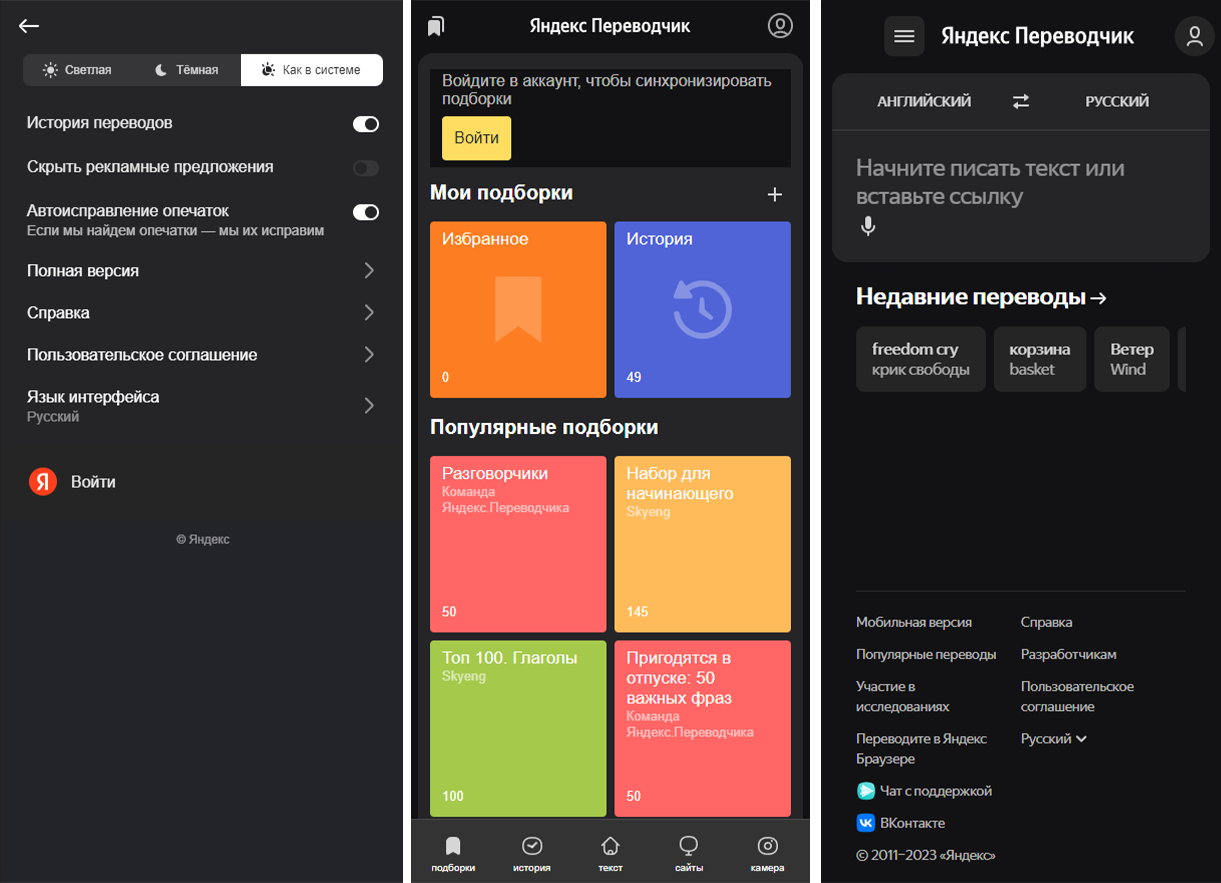 Светлая
Тёмная
Как в системе
История переводов
Скрыть рекламные предложения
Автоисправление опечаток
Если мы найдем опечатки — мы их исправим
Полная версия
Справка
Пользовательское соглашение
Язык интерфейса
Русский
Я Войти
© Яндекс
Яндекс Переводчик
Войдите в аккаунт, чтобы синхронизировать
подборки
Войти
Мои подборки
Избранное
0
История
49
Популярные подборки
Разговорчики
Команда
Яндекс.Переводчика
50
Набор для
начинающего
Skyeng
145
Топ 100. Глаголы
Skyeng
100
Пригодятся в
отпуске: 50
важных фраз
Команда
Яндекс.Переводчика
50
подборки
история
текст
сайты
камера
Яндекс Переводчик
АНГЛИЙСКИЙ
РУССКИЙ
Начните писать текст или
вставьте ссылку
Недавние переводы
freedom cry
крик свободы
корзина
basket
Ветер
Wind
Мобильная версия
Популярные переводы
Участие в
исследованиях
Переводите в Яндекс
Браузере
Чат с поддержкой
ВКонтакте
© 2011–2023 «Яндекс»
Справка
Разработчикам
Пользовательское
соглашение
Русский